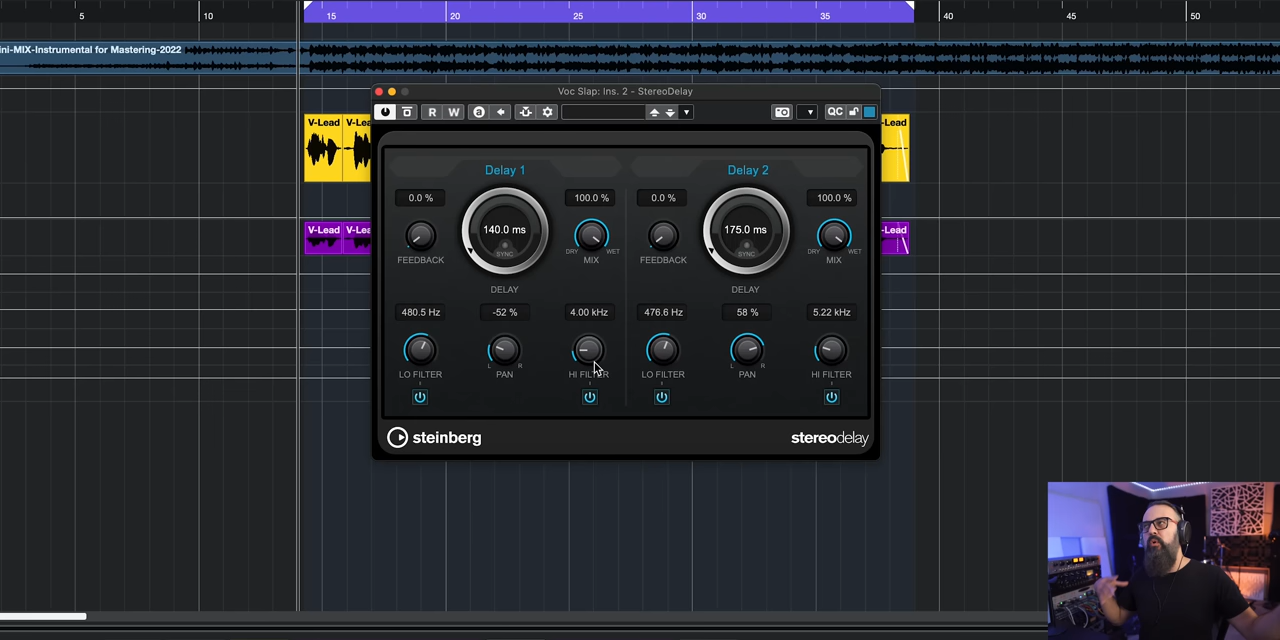 5 10 15 20 25 30 35 40 45 50
ni-MIX-Instrumental for Mastering-2022
Voc Slap: Ins. 2 - StereoDelay
R W a QC
V-Lead V-Le -Lead
Delay 1 Delay 2
0.0 % 100.0 % 0.0 % 100.0 %
140.0 ms 175.0 ms
SYNC SYNC
DRY WET DRY WET
FEEDBACK MIX FEEDBACK MIX
V-Lead V-Le -Lead
DELAY DELAY
480.5 Hz -52 % 4.00 kHz 476.6 Hz 58 % 5.22 kHz
L R L R
LO FILTER PAN HI FILTER LO FILTER PAN HI FILTER
steinberg stereodelay